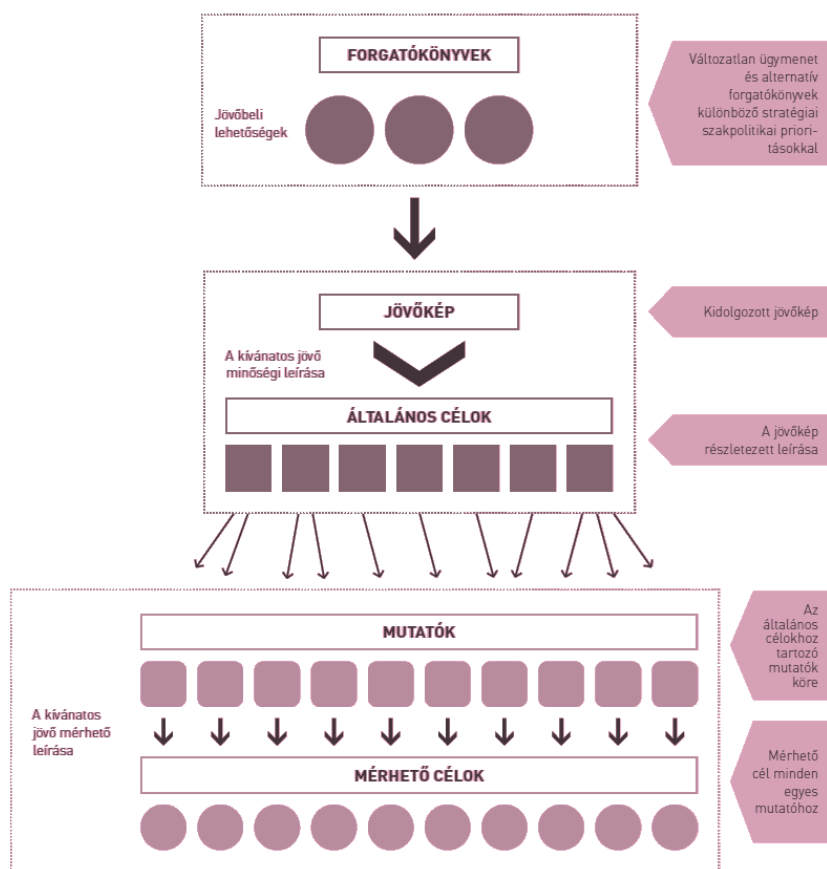 FORGATÓKÖNYVEK
Jövőbeli
lehetőségek
Változatlan ügymenet
és alternatív
forgatókönyvek
különböző stratégiai
szakpolitikai priori-
tásokkal
JÖVŐKÉP
Kidolgozott jövőkép
A kívánatos jövő
minőségi leírása
ÁLTALÁNOS CÉLOK
A jövőkép
részletezett leírása
MUTATÓK
Az
általános
célokhoz
tartozó
mutatók
köre
A kívánatos
jövő mérhető
leírása
MÉRHETŐ CÉLOK
Mérhető
cél minden
egyes
mutatóhoz